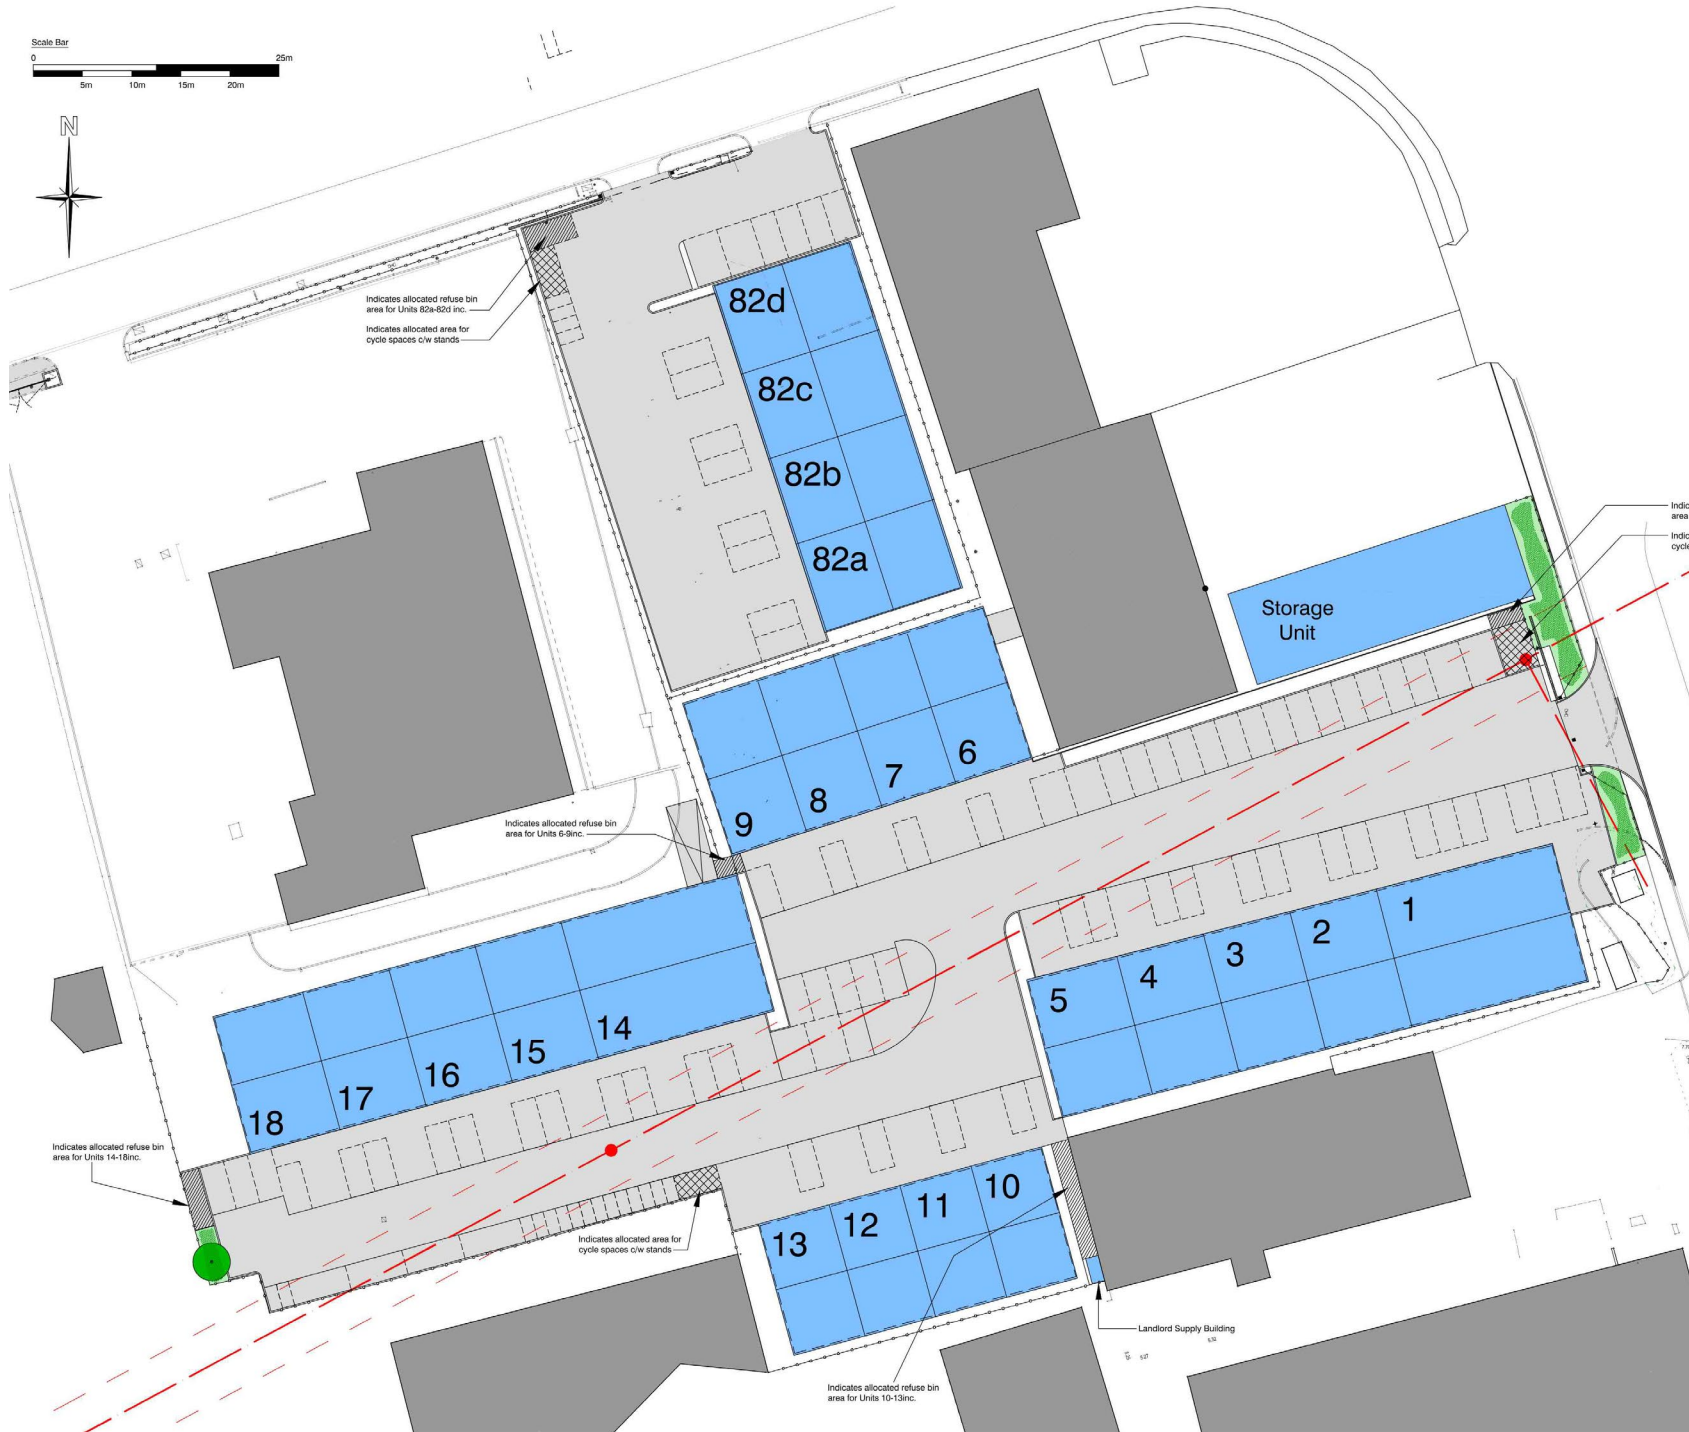 Scale Bar
0 25m
5m 10m 15m 20m
N
Indicates allocated refuse bin
area for Units 82a-82d inc.
Indicates allocated area for
cycle spaces c/w stands
82d
82c
82b
82a
Indic
area
Indic
cycle
Storage
Unit
6
7
8
9
Indicates allocated refuse bin
area for Units 6-9inc.
1
2
3
4
5
14
15
16
17
18
Indicates allocated refuse bin
area for Units 14-18inc.
Indicates allocated area for
cycle spaces c/w stands
10
11
12
13
Landlord Supply Building
Indicates allocated refuse bin
area for Units 10-13inc.